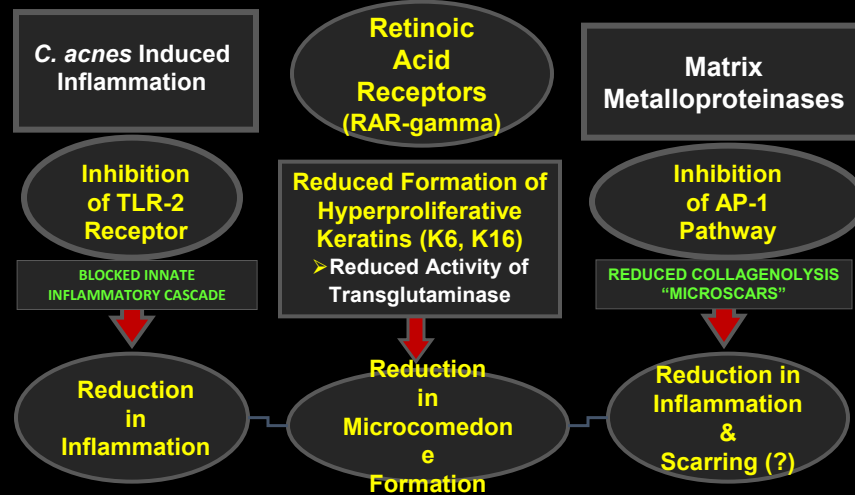 C. acnes Induced
Inflammation
Retinoic
Acid
Receptors
(RAR-gamma)
Matrix
Metalloproteinases
Inhibition
of TLR-2
Receptor
Reduced Formation of
Hyperproliferative
Keratins (K6, K16)
➢Reduced Activity of
Transglutaminase
Inhibition
of AP-1
Pathway
BLOCKED INNATE
INFLAMMATORY CASCADE
REDUCED COLLAGENOLYSIS
“MICROSCARS”
Reduction
in
Inflammation
Reduction
in
Microcomedon
e
Formation
Reduction in
Inflammation
&
Scarring (?)